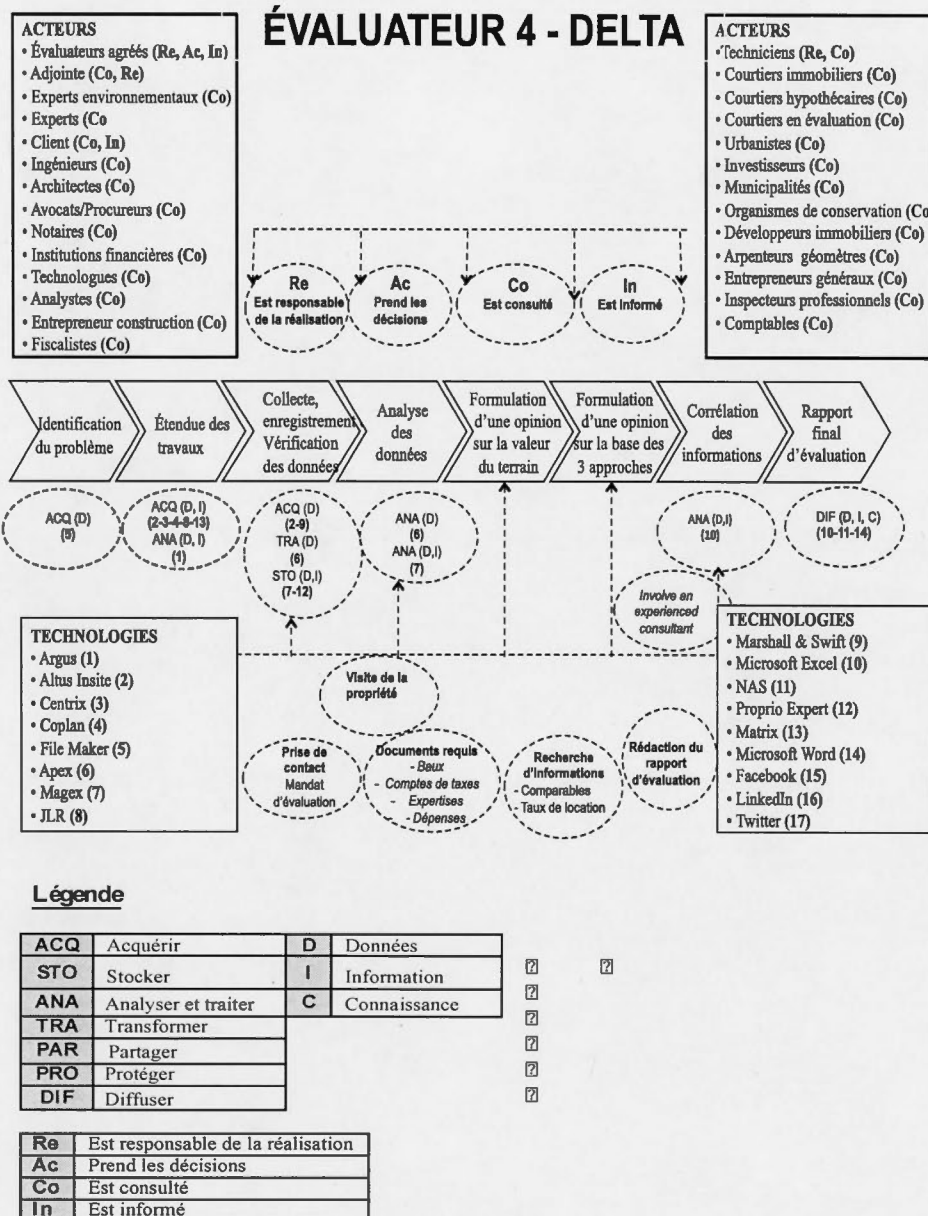 ÉVALUATEUR 4 - DELTA
ACTEURS
• Évaluateurs agréés (Re, Ac, In)
• Adjointe (Co, Re)
• Experts environnementaux (Co)
• Experts (Co
• Client (Co, In)
• Ingénieurs (Co)
• Architectes (Co)
• Avocats/Procureurs (Co)
• Notaires (Co)
• Institutions financières (Co)
• Technologues (Co)
• Analystes (Co)
• Entrepreneur construction (Co)
• Fiscalistes (Co)
ACTEURS
• Techniciens (Re, Co)
• Courtiers immobiliers (Co)
• Courtiers hypothécaires (Co)
• Courtiers en évaluation (Co)
• Urbanistes (Co)
• Investisseurs (Co)
• Municipalités (Co)
• Organismes de conservation (Co
• Développeurs immobiliers (Co)
• Arpenteurs géomètres (Co)
• Entrepreneurs généraux (Co)
• Inspecteurs professionnels (Co)
• Comptables (Co)
Re
Est responsable
de la réalisation
Ac
Prend les
décisions
Co
Est consulté
In
Est informé
Identification
du problème
Étendue des
travaux
Collecte,
enregistrement
Vérification
des données
Analyse
des
données
Formulation
d'une opinion
sur la valeur
du terrain
Formulation
d'une opinion
sur la base des
3 approches
Corrélation
des
informations
Rapport
final
d'évaluation
ACQ (D)
(5)
ACQ (D, I)
(2-3-4-8-13)
ANA (D, I)
(1)
ACQ (D)
(2-9)
TRA (D)
(6)
STO (D,I)
(7-12)
ANA (D)
(6)
ANA (D,I)
(7)
ANA (D,I)
(10)
DIF (D, I, C)
(10-11-14)
Involve en
experienced
consultant
TECHNOLOGIES
• Argus (1)
• Altus Insite (2)
• Centrix (3)
• Coplan (4)
• File Maker (5)
• Apex (6)
• Magex (7)
• JLR (8)
TECHNOLOGIES
• Marshall & Swift (9)
• Microsoft Excel (10)
• NAS (11)
• Proprio Expert (12)
• Matrix (13)
• Microsoft Word (14)
• Facebook (15)
• LinkedIn (16)
• Twitter (17)
Visite de la
propriété
Prise de
contact
Mandat
d'évaluation
Documents requis
- Baux
- Comptes de taxes
- Expertises
- Dépenses
Recherche
d'informations
- Comparables
- Taux de location
Rédaction du
rapport
d'évaluation
Légende
ACQ Acquérir D Données
STO Stocker I Information
ANA Analyser et traiter C Connaissance
TRA Transformer
PAR Partager
PRO Protéger
DIF Diffuser
Re Est responsable de la réalisation
Ac Prend les décisions
Co Est consulté
In Est informé